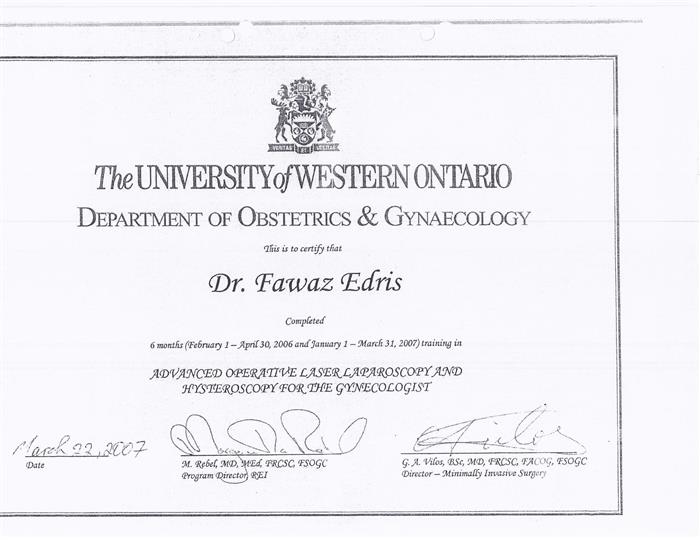 VERITAS ET UTILITAS
The UNIVERSITY of WESTERN ONTARIO
DEPARTMENT OF OBSTETRICS & GYNAECOLOGY
This is to certify that
Dr. Fawaz Edris
Completed
6 months (February 1 – April 30, 2006 and January 1 – March 31, 2007) training in
ADVANCED OPERATIVE LASER LAPAROSCOPY AND
HYSTEROSCOPY FOR THE GYNECOLOGIST
March 22, 2007
Date
M. Rebel, MD, MEd, FRCSC, FSOGC
Program Director, REI
G. A. Vilos, BSc, MD, FRCSC, FACOG, FSOGC
Director – Minimally Invasive Surgery